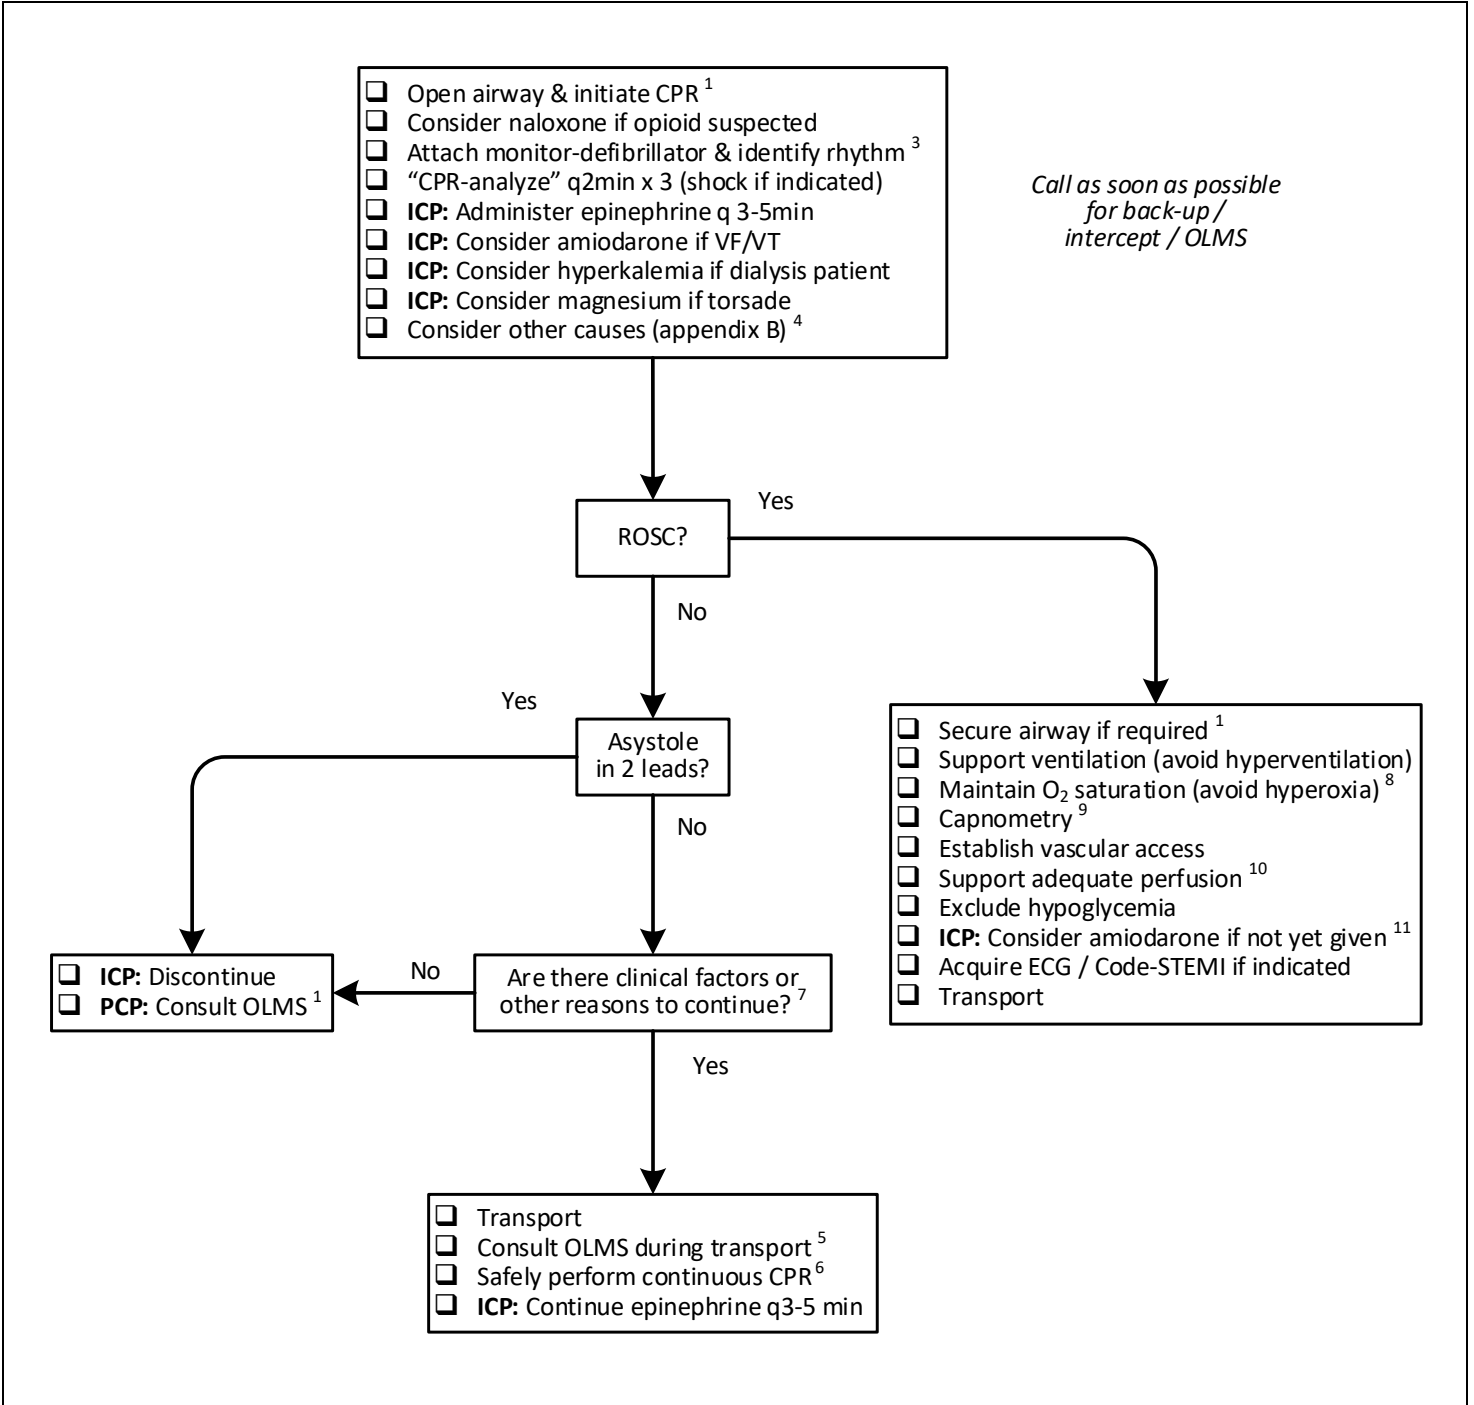 ❑ Open airway & initiate CPR 1
❑ Consider naloxone if opioid suspected
❑ Attach monitor-defibrillator & identify rhythm 3
❑ “CPR-analyze” q2min x 3 (shock if indicated)
❑ ICP: Administer epinephrine q 3-5min
❑ ICP: Consider amiodarone if VF/VT
❑ ICP: Consider hyperkalemia if dialysis patient
❑ ICP: Consider magnesium if torsade
❑ Consider other causes (appendix B) 4
Call as soon as possible
for back-up /
intercept / OLMS
ROSC?
Yes
No
Asystole
in 2 leads?
Yes
No
❑ Secure airway if required 1
❑ Support ventilation (avoid hyperventilation)
❑ Maintain O2 saturation (avoid hyperoxia) 8
❑ Capnometry 9
❑ Establish vascular access
❑ Support adequate perfusion 10
❑ Exclude hypoglycemia
❑ ICP: Consider amiodarone if not yet given 11
❑ Acquire ECG / Code-STEMI if indicated
❑ Transport
❑ ICP: Discontinue
❑ PCP: Consult OLMS 1
No
Are there clinical factors or
other reasons to continue? 7
Yes
❑ Transport
❑ Consult OLMS during transport 5
❑ Safely perform continuous CPR 6
❑ ICP: Continue epinephrine q3-5 min